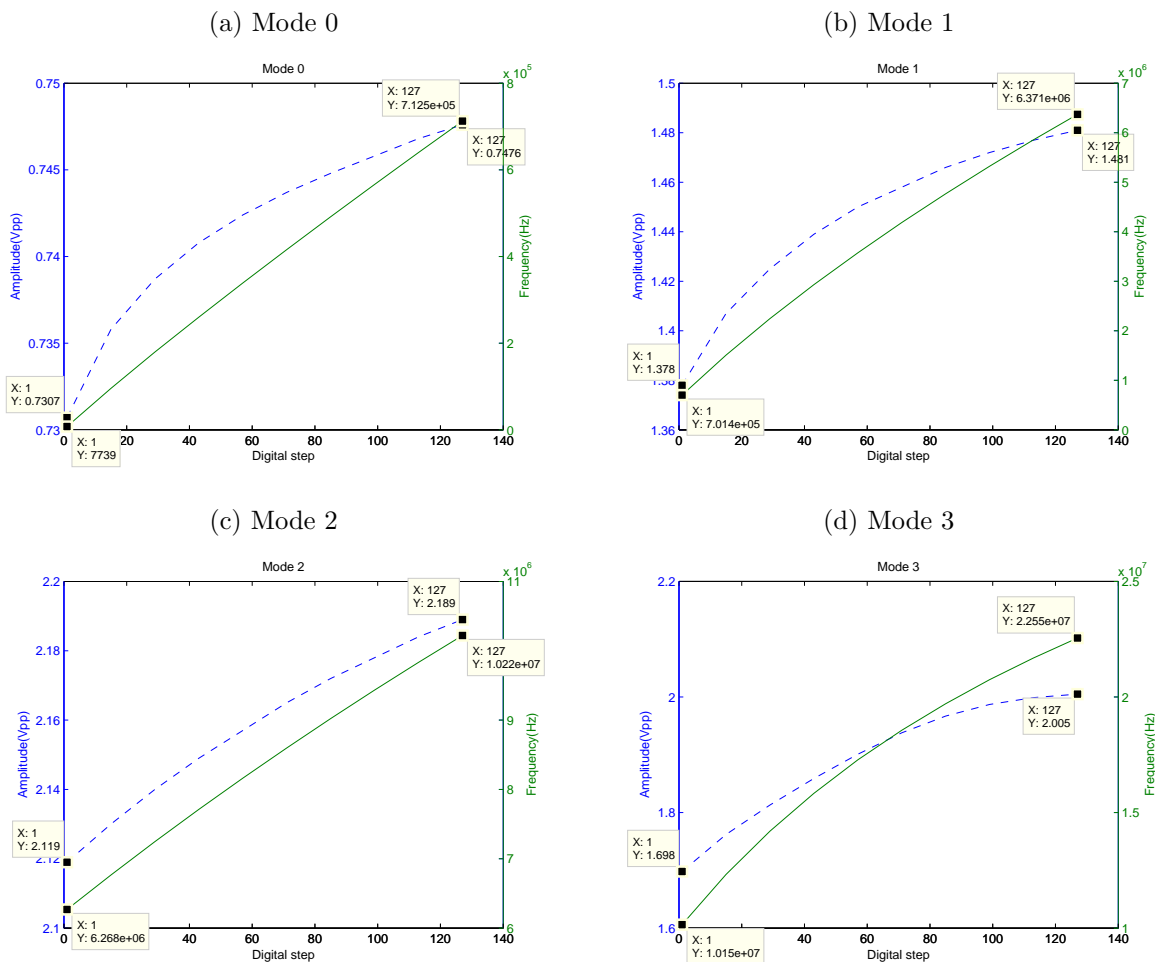 (a) Mode 0
Mode 0
x 10^5
0.75
0.745
0.74
0.735
0.73
Amplitude(Vpp)
8
6
4
2
0
Frequency(Hz)
X: 127
Y: 7.125e+05
X: 127
Y: 0.7476
X: 1
Y: 0.7307
X: 1
Y: 7739
0 20 40 60 80 100 120 140
Digital step
(b) Mode 1
Mode 1
x 10^6
1.5
1.48
1.46
1.44
1.42
1.4
1.38
1.36
Amplitude(Vpp)
7
6
5
4
3
2
1
0
Frequency(Hz)
X: 127
Y: 6.371e+06
X: 127
Y: 1.481
X: 1
Y: 1.378
X: 1
Y: 7.014e+05
0 20 40 60 80 100 120 140
Digital step
(c) Mode 2
Mode 2
x 10^6
2.2
2.18
2.16
2.14
2.12
2.1
Amplitude(Vpp)
11
10
9
8
7
6
Frequency(Hz)
X: 127
Y: 2.189
X: 127
Y: 1.022e+07
X: 1
Y: 2.119
X: 1
Y: 6.268e+06
0 20 40 60 80 100 120 140
Digital step
(d) Mode 3
Mode 3
x 10^7
2.2
2
1.8
1.6
Amplitude(Vpp)
2.5
2
1.5
1
Frequency(Hz)
X: 127
Y: 2.255e+07
X: 127
Y: 2.005
X: 1
Y: 1.698
X: 1
Y: 1.015e+07
0 20 40 60 80 100 120 140
Digital step